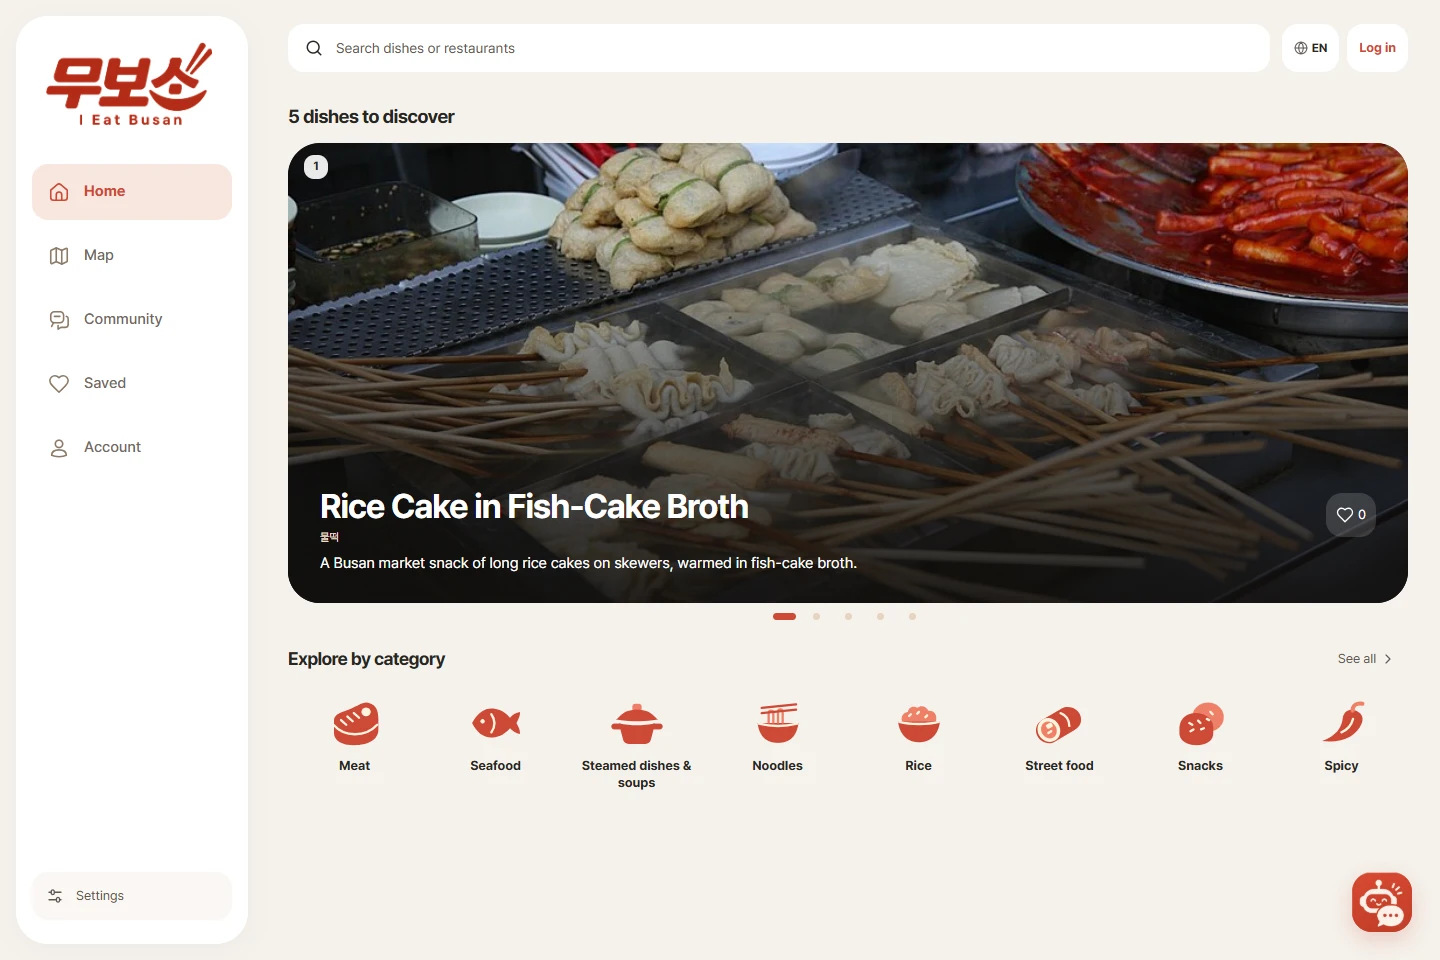 무보소
I Eat Busan
Home
Map
Community
Saved
Account
Settings
Search dishes or restaurants
EN
Log in
5 dishes to discover
1
Rice Cake in Fish-Cake Broth
물떡
A Busan market snack of long rice cakes on skewers, warmed in fish-cake broth.
0
Explore by category
See all
Meat
Seafood
Steamed dishes &
soups
Noodles
Rice
Street food
Snacks
Spicy